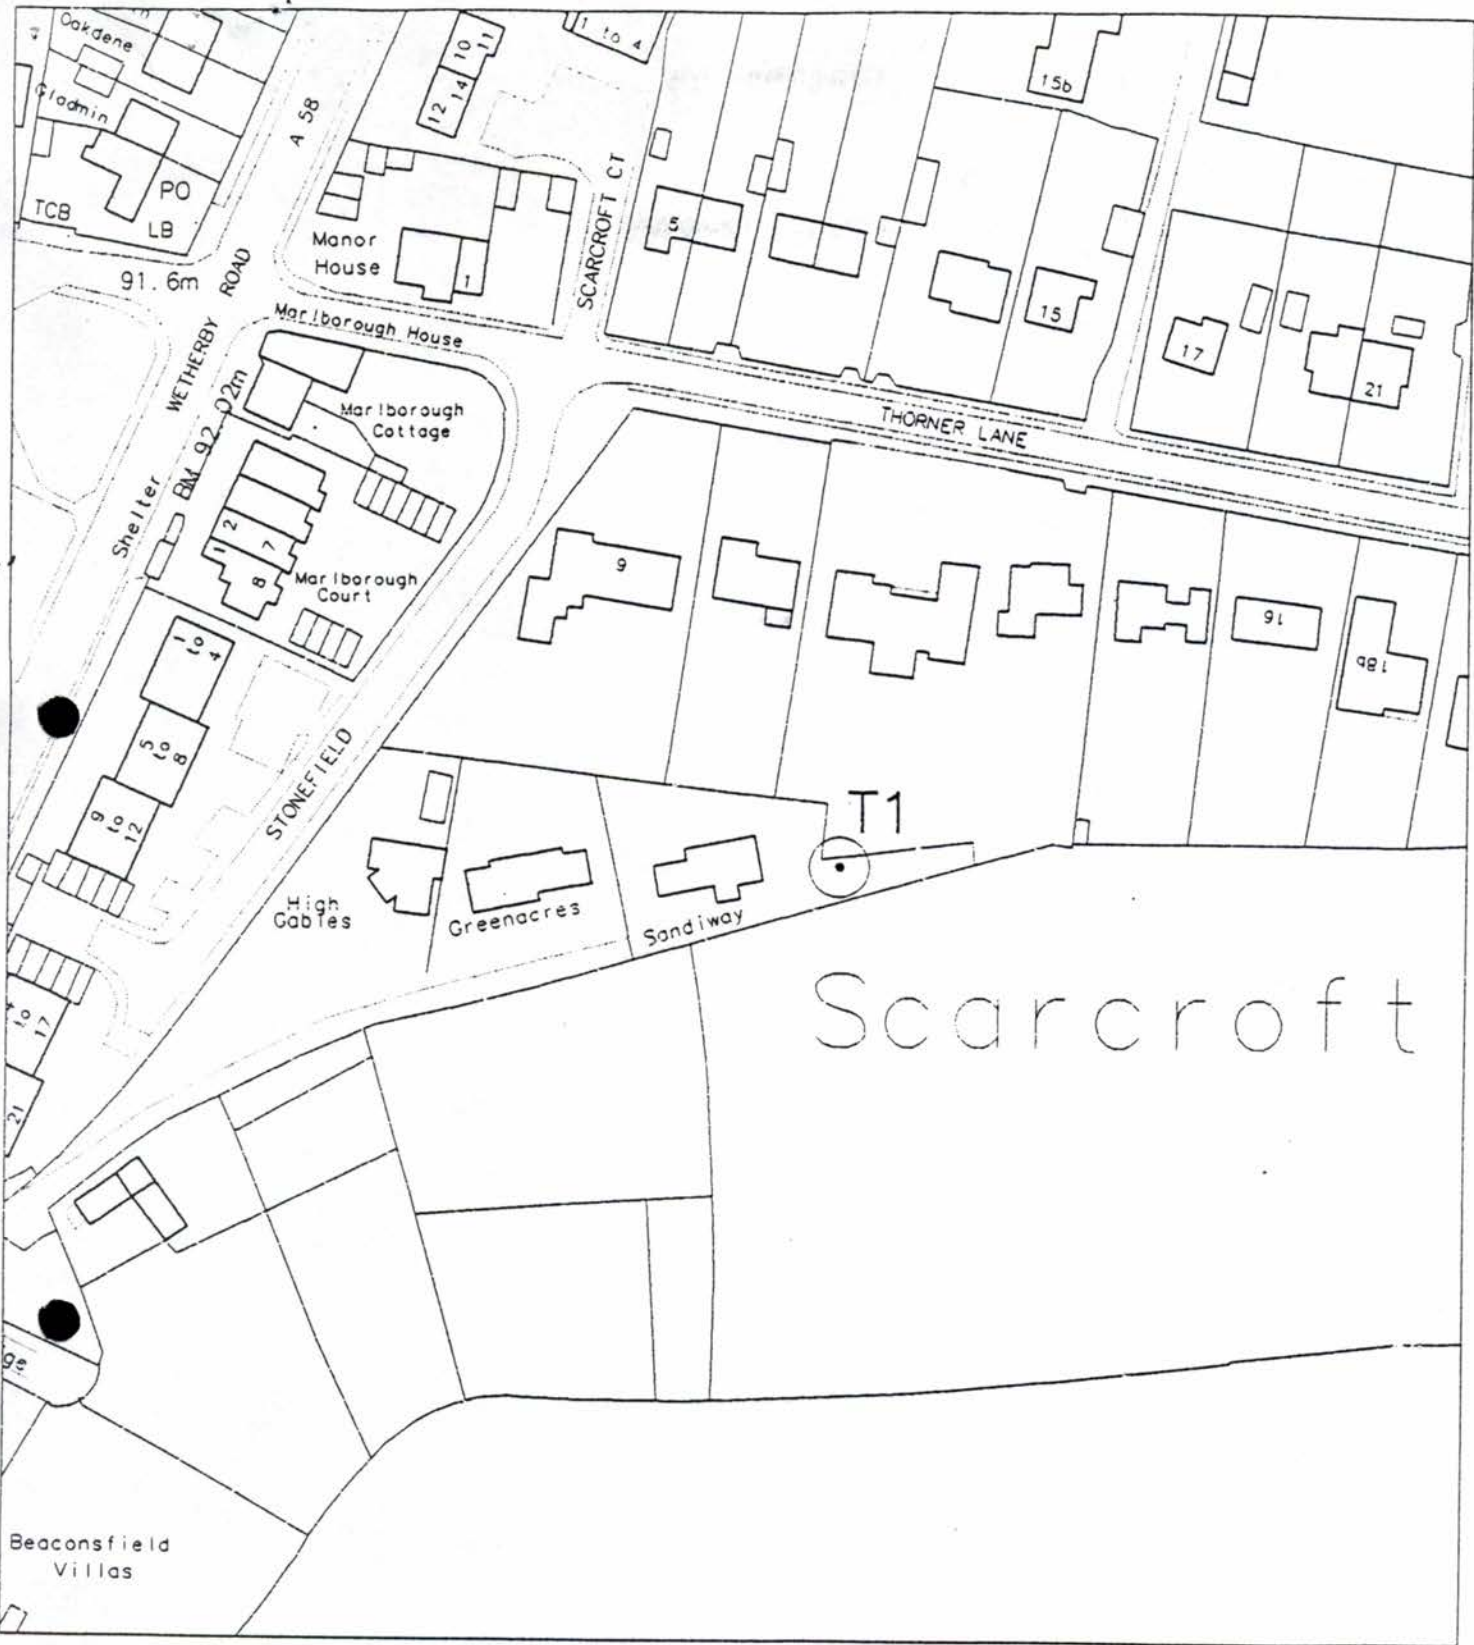 Oakdene
Gladmin
TCB
PO
LB
91.6m
A 58
WETHERBY ROAD
10
11
12
14
1 to 4
SCARCROFT CT
Manor
House
1
Marlborough House
Marlborough
Cottage
BM 92.02m
Shelter
2
1
7
8
Marlborough
Court
1
to
4
5
to
8
9
to
12
to
17
21
STONEFIELD
5
15b
15
17
21
THORNER LANE
9
16
18b
T1
High
Gables
Greenacres
Sandiway
Scarcroft
ge
Beaconsfield
Villas